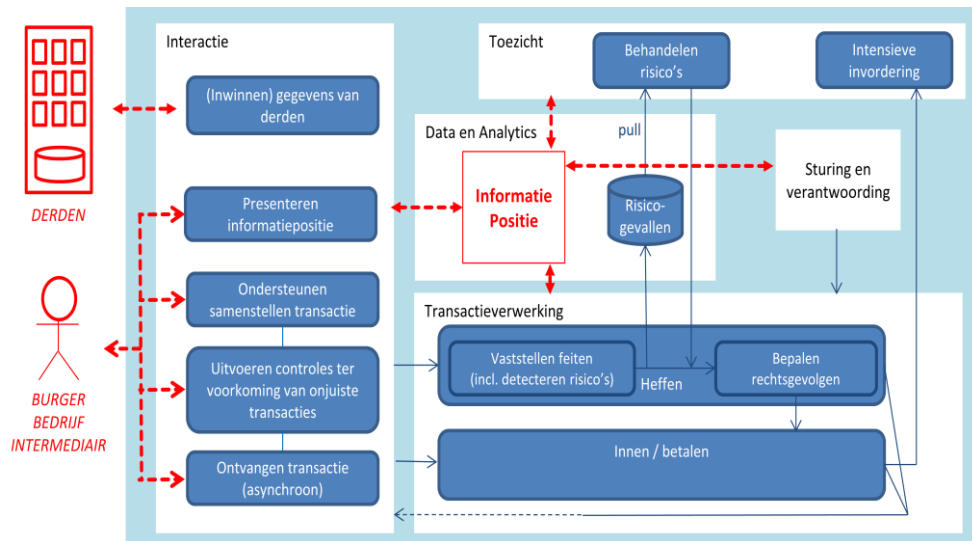 Interactie
(Inwinnen) gegevens van
derden
Presenteren
informatiepositie
Ondersteunen
samenstellen transactie
Uitvoeren controles ter
voorkoming van onjuiste
transacties
Ontvangen transactie
(asynchroon)
DERDEN
BURGER
BEDRIJF
INTERMEDIAIR
Toezicht
Behandelen
risico's
Intensieve
invordering
Data en Analytics
pull
Informatie
Positie
Risico-
gevallen
Sturing en
verantwoording
Transactieverwerking
Vaststellen feiten
(incl. detecteren risico's)
Heffen
Bepalen
rechtsgevolgen
Innen / betalen